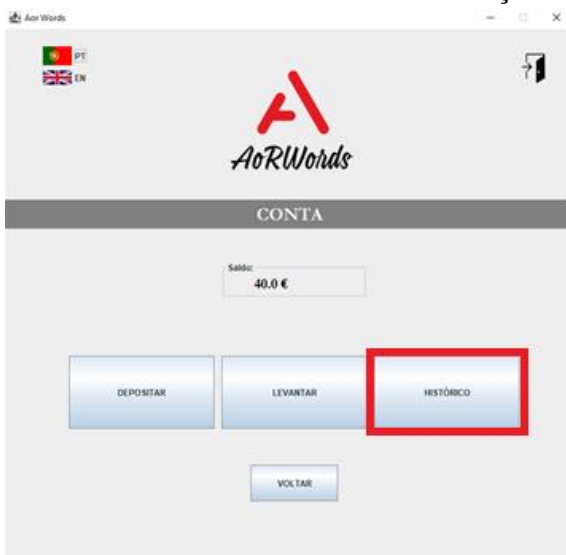 Aor Words
PT
EN
AoRWords
CONTA
Saldo:
40.0 €
DEPOSITAR
LEVANTAR
HISTÓRICO
VOLTAR